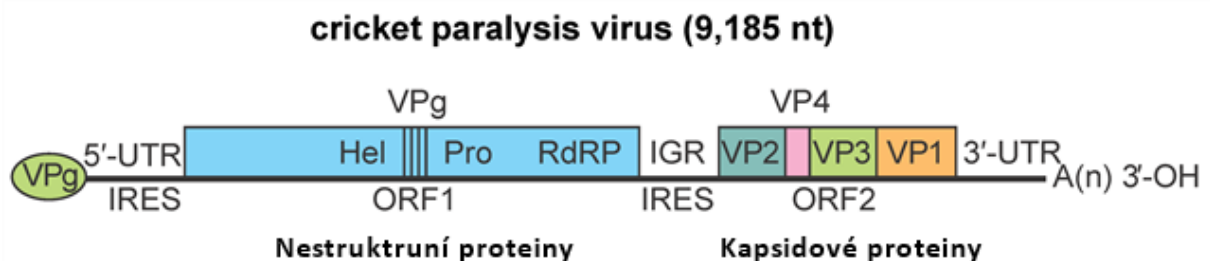 cricket paralysis virus (9,185 nt)
VPg VP4
VPg 5′-UTR Hel Pro RdRP IGR VP2 VP3 VP1 3′-UTR A(n) 3′-OH
IRES ORF1 IRES ORF2
Nestruktruní proteiny Kapsidové proteiny